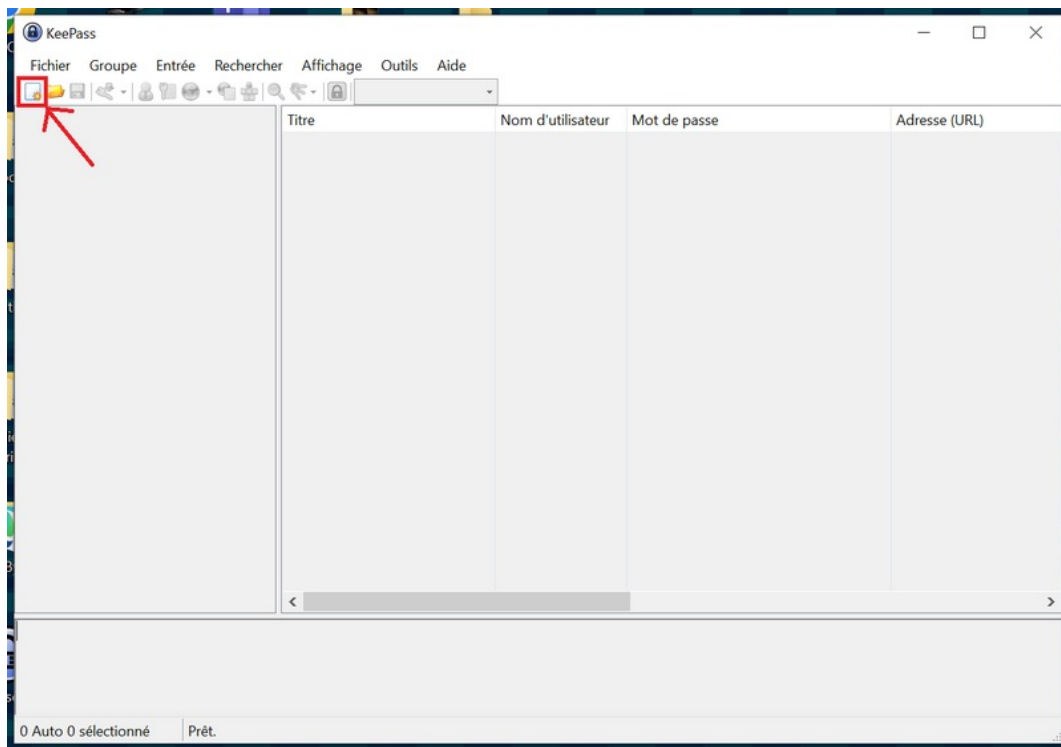 KeePass
Fichier Groupe Entrée Rechercher Affichage Outils Aide
Titre Nom d'utilisateur Mot de passe Adresse (URL)
0 Auto 0 sélectionné Prêt.